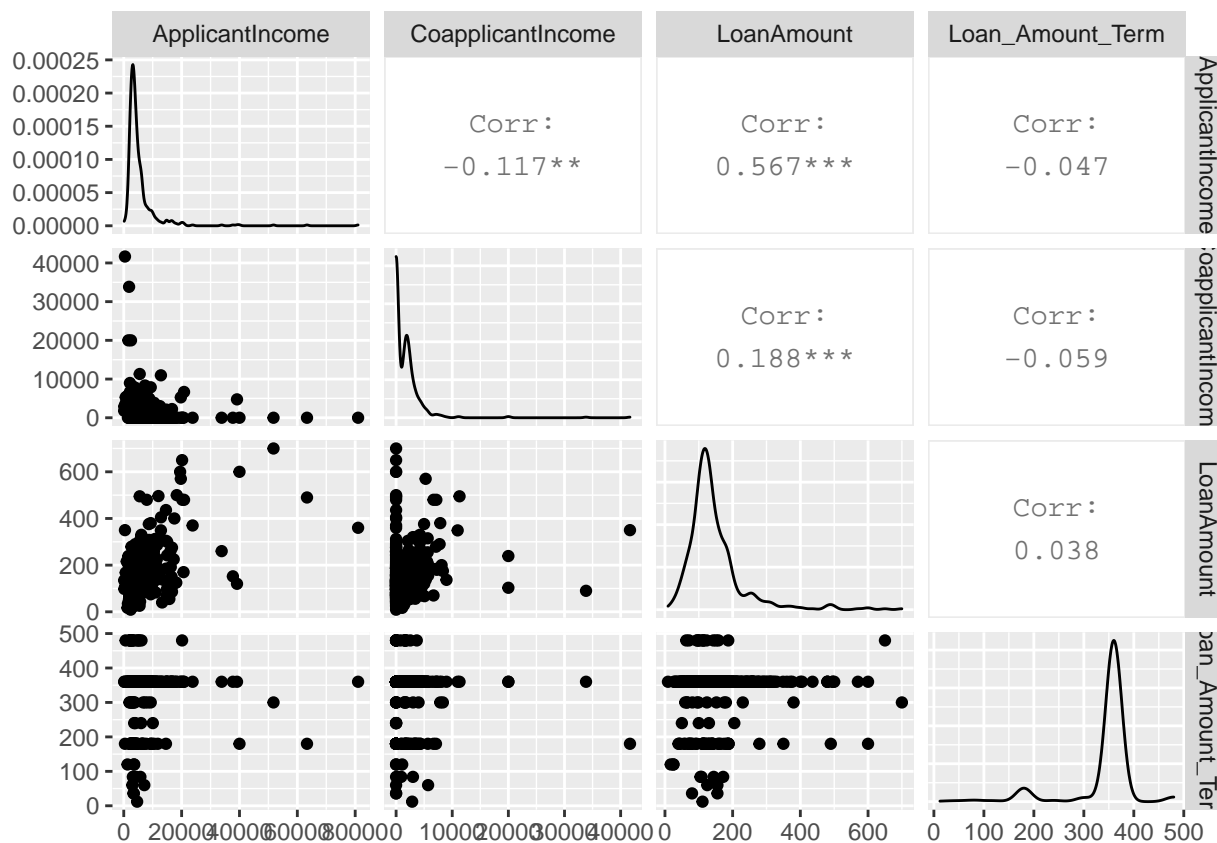 ApplicantIncome CoapplicantIncome LoanAmount Loan_Amount_Term
0.00025
0.00020
0.00015
0.00010
0.00005
0.00000
Corr:
-0.117**
Corr:
0.567***
Corr:
-0.047
ApplicantIncome
40000
30000
20000
10000
0
Corr:
0.188***
Corr:
-0.059
oapplicantIncom
600
400
200
0
Corr:
0.038
LoanAmount
500
400
300
200
100
0
oan_Amount_Ter
0 20000 40000 60000 80000
0 10000 20000 30000 40000
0 200 400 600
0 100 200 300 400 500